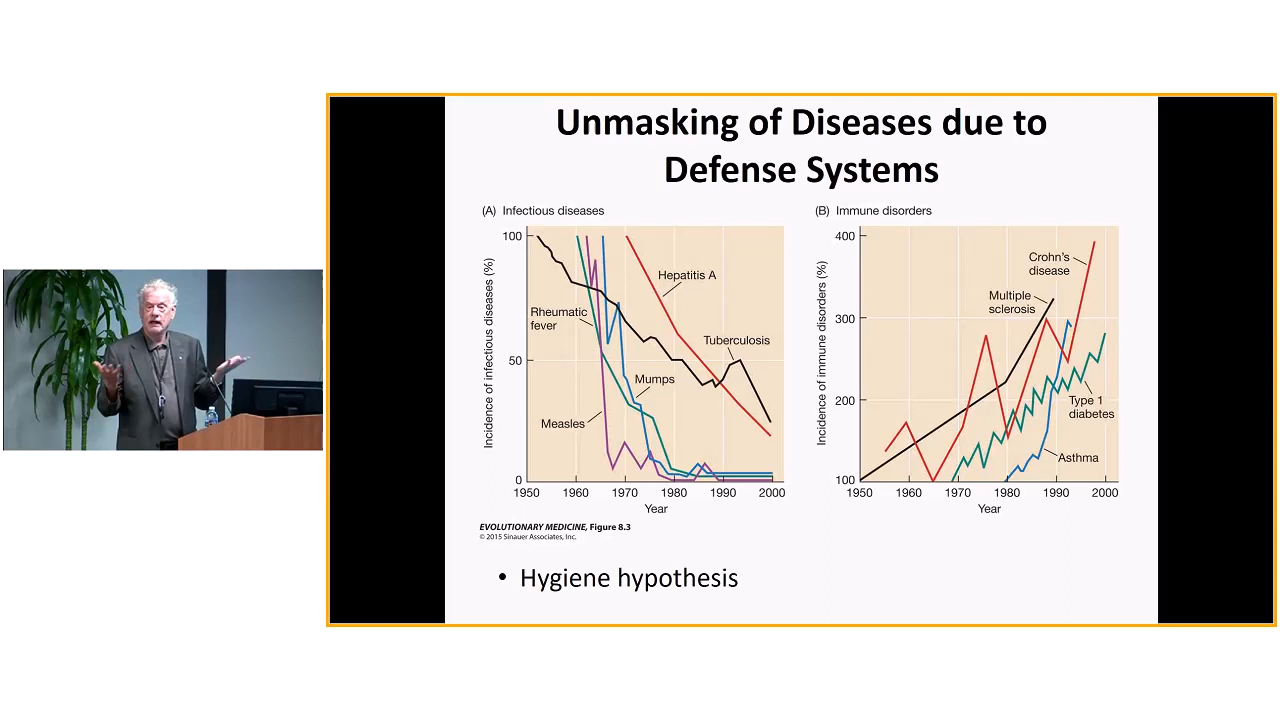 Unmasking of Diseases due to
Defense Systems
(A) Infectious diseases
100
50
0
Incidence of infectious diseases (%)
Hepatitis A
Rheumatic
fever
Tuberculosis
Mumps
Measles
1950 1960 1970 1980 1990 2000
Year
(B) Immune disorders
400
300
200
100
Incidence of immune disorders (%)
Crohn's
disease
Multiple
sclerosis
Type 1
diabetes
Asthma
1950 1960 1970 1980 1990 2000
Year
EVOLUTIONARY MEDICINE, Figure 8.3
© 2015 Sinauer Associates, Inc.
• Hygiene hypothesis